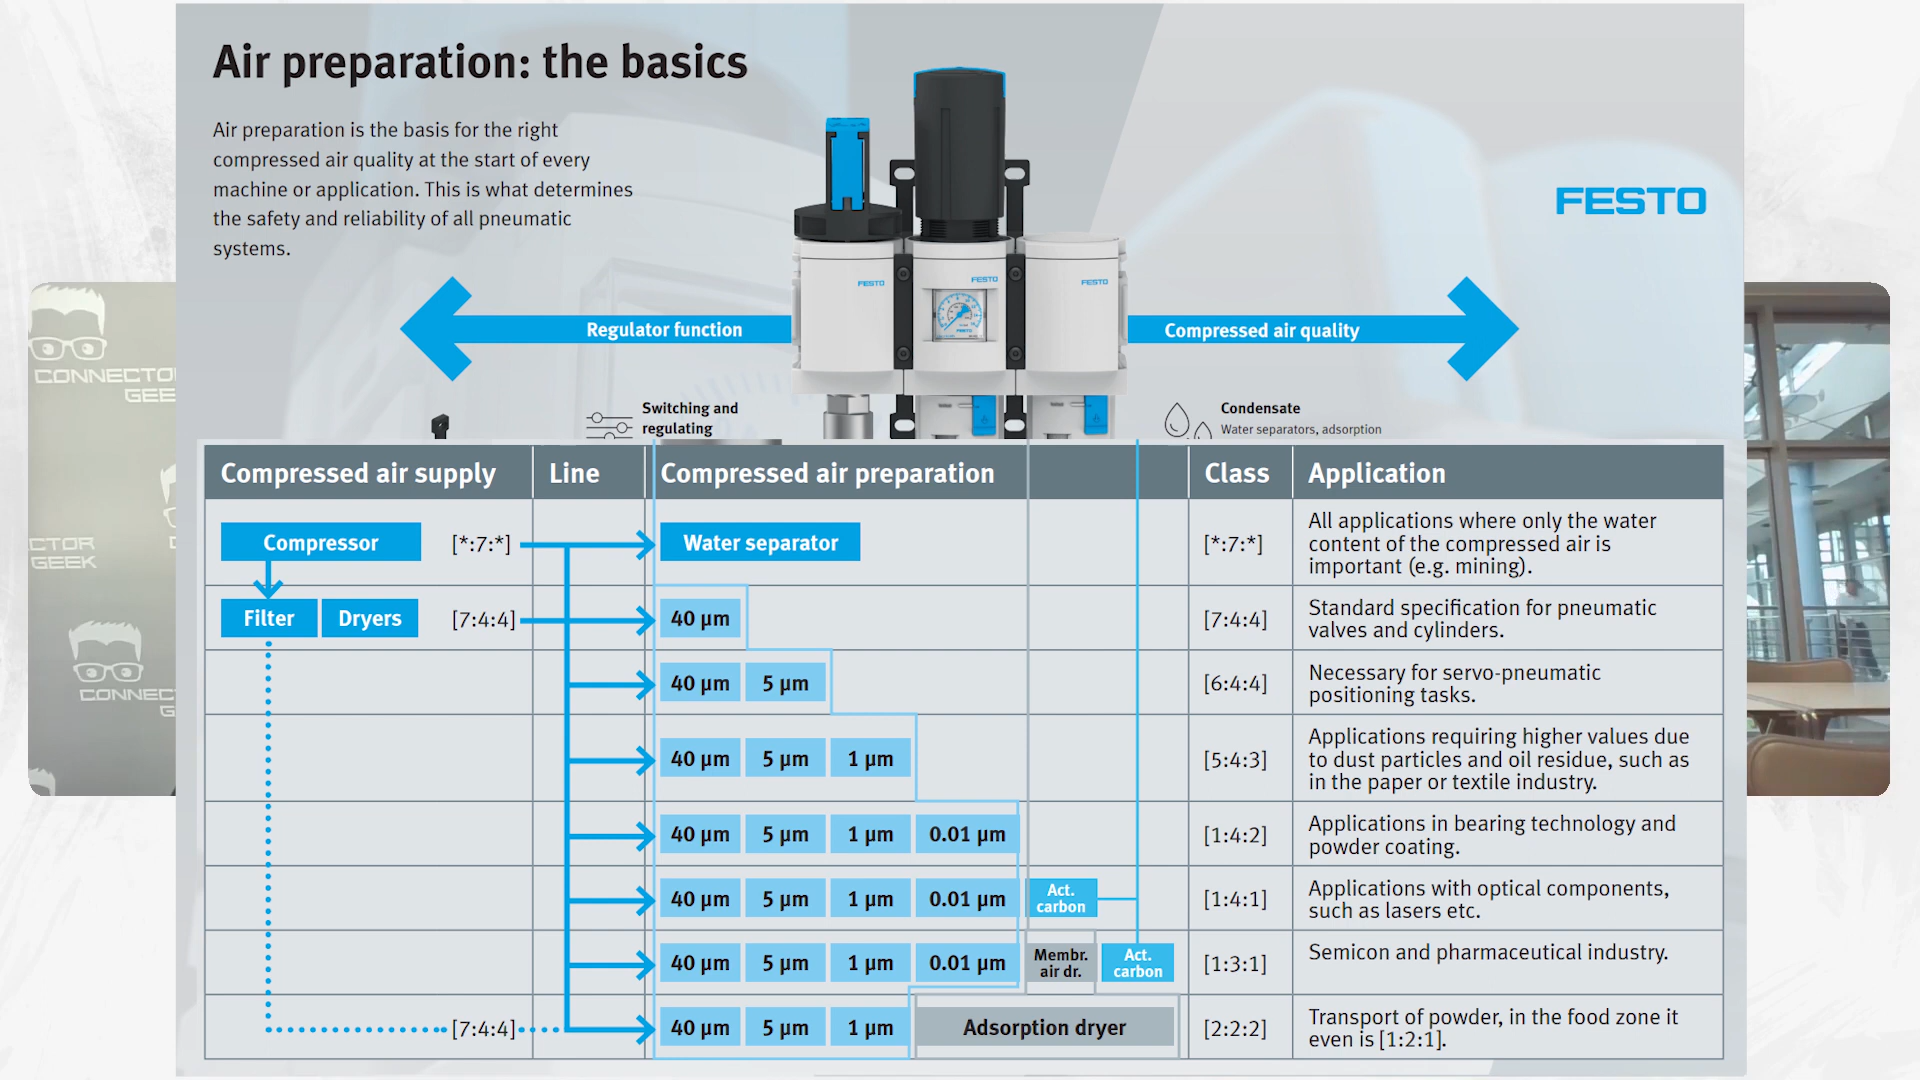 Air preparation: the basics
Air preparation is the basis for the right
compressed air quality at the start of every
machine or application. This is what determines
the safety and reliability of all pneumatic
systems.
FESTO
FESTO
FESTO
FESTO
FESTO
Regulator function
Compressed air quality
Switching and
regulating
Condensate
Water separators, adsorption
CONNECTO
GEE
CTOR
GEEK
CONNEC
G
Compressed air supply
Line
Compressed air preparation
Class
Application
Compressor
[*:7:*]
Water separator
[*:7:*]
All applications where only the water
content of the compressed air is
important (e.g. mining).
Filter
Dryers
[7:4:4]
40 µm
[7:4:4]
Standard specification for pneumatic
valves and cylinders.
40 µm
5 µm
[6:4:4]
Necessary for servo-pneumatic
positioning tasks.
40 µm
5 µm
1 µm
[5:4:3]
Applications requiring higher values due
to dust particles and oil residue, such as
in the paper or textile industry.
40 µm
5 µm
1 µm
0.01 µm
[1:4:2]
Applications in bearing technology and
powder coating.
40 µm
5 µm
1 µm
0.01 µm
Act.
carbon
[1:4:1]
Applications with optical components,
such as lasers etc.
40 µm
5 µm
1 µm
0.01 µm
Membr.
air dr.
Act.
carbon
[1:3:1]
Semicon and pharmaceutical industry.
[7:4:4]
40 µm
5 µm
1 µm
Adsorption dryer
[2:2:2]
Transport of powder, in the food zone it
even is [1:2:1].